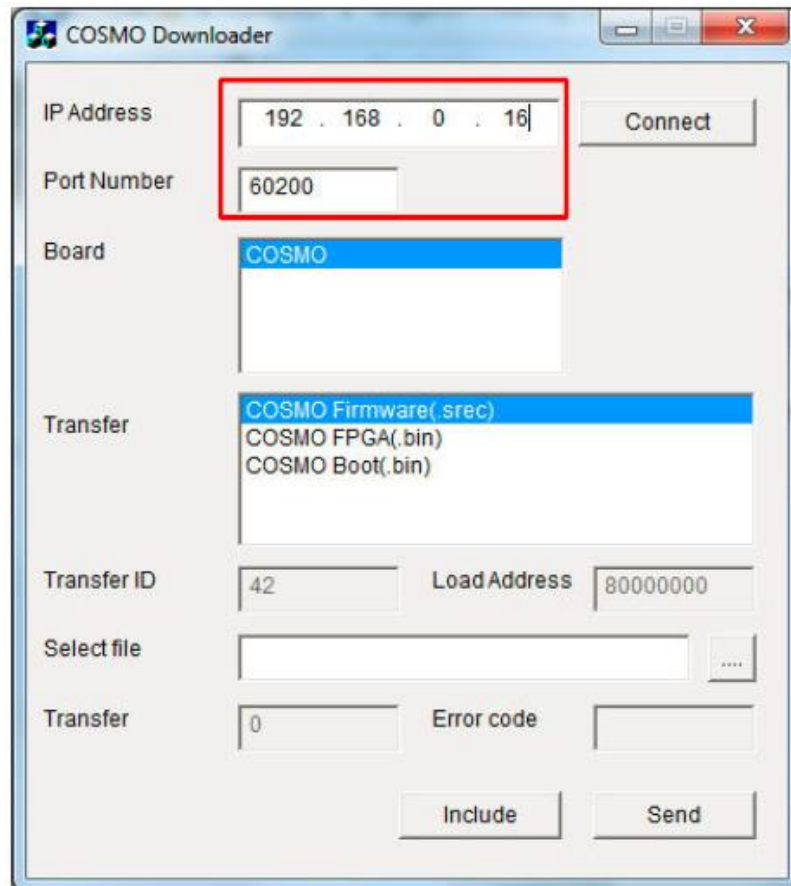 COSMO Downloader
IP Address 192 . 168 . 0 . 16 Connect
Port Number 60200
Board COSMO
Transfer COSMO Firmware(.srec)
COSMO FPGA(.bin)
COSMO Boot(.bin)
Transfer ID 42 Load Address 80000000
Select file ....
Transfer 0 Error code
Include Send